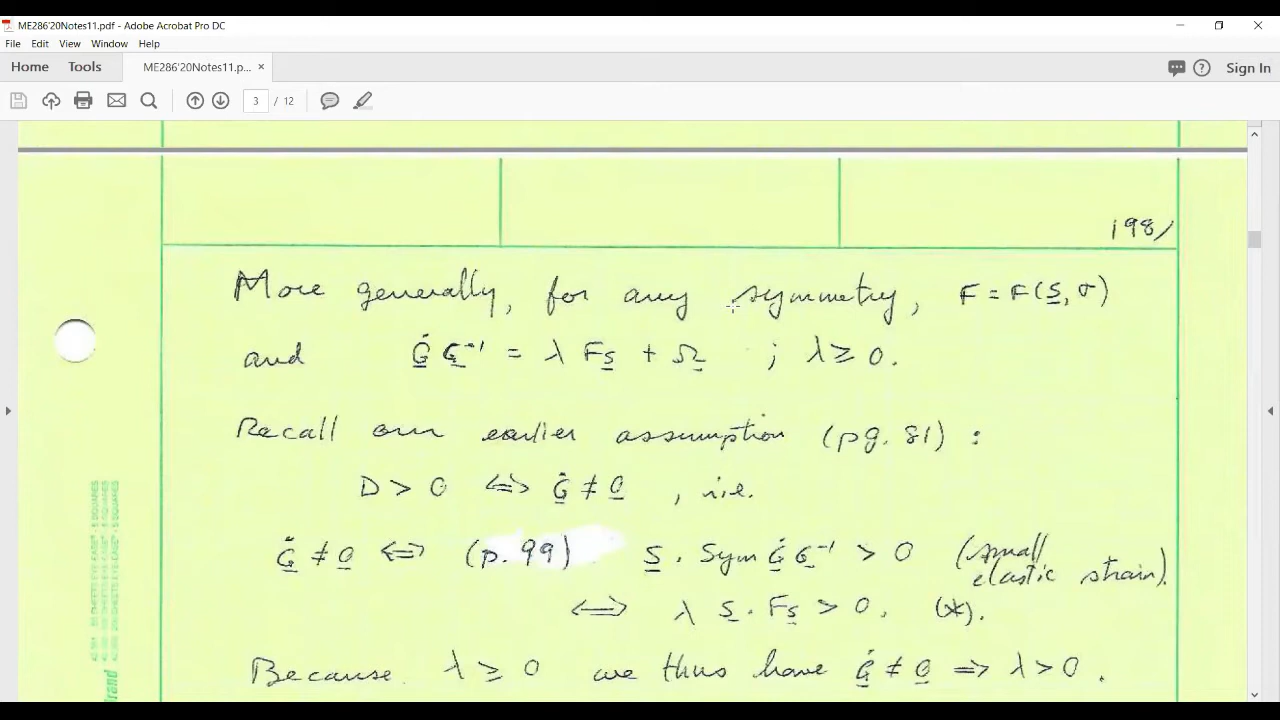 ME286'20Notes11.pdf - Adobe Acrobat Pro DC
File Edit View Window Help
Home Tools ME286'20Notes11.p... × Sign In
3 / 12
198/
More generally, for any symmetry, F = F(S, σ)
and Ġ G⁻¹ = λ F_S + Ω ; λ ≥ 0.
Recall our earlier assumption (pg. 81) :
D > 0 ⇔ Ġ ≠ 0 , i.e.
Ġ ≠ 0 ⇔ (p. 99) S · Sym Ġ G⁻¹ > 0 (small
elastic strain).
⇔ λ S · F_S > 0. (*).
Because λ ≥ 0 we thus have Ġ ≠ 0 ⇒ λ > 0.